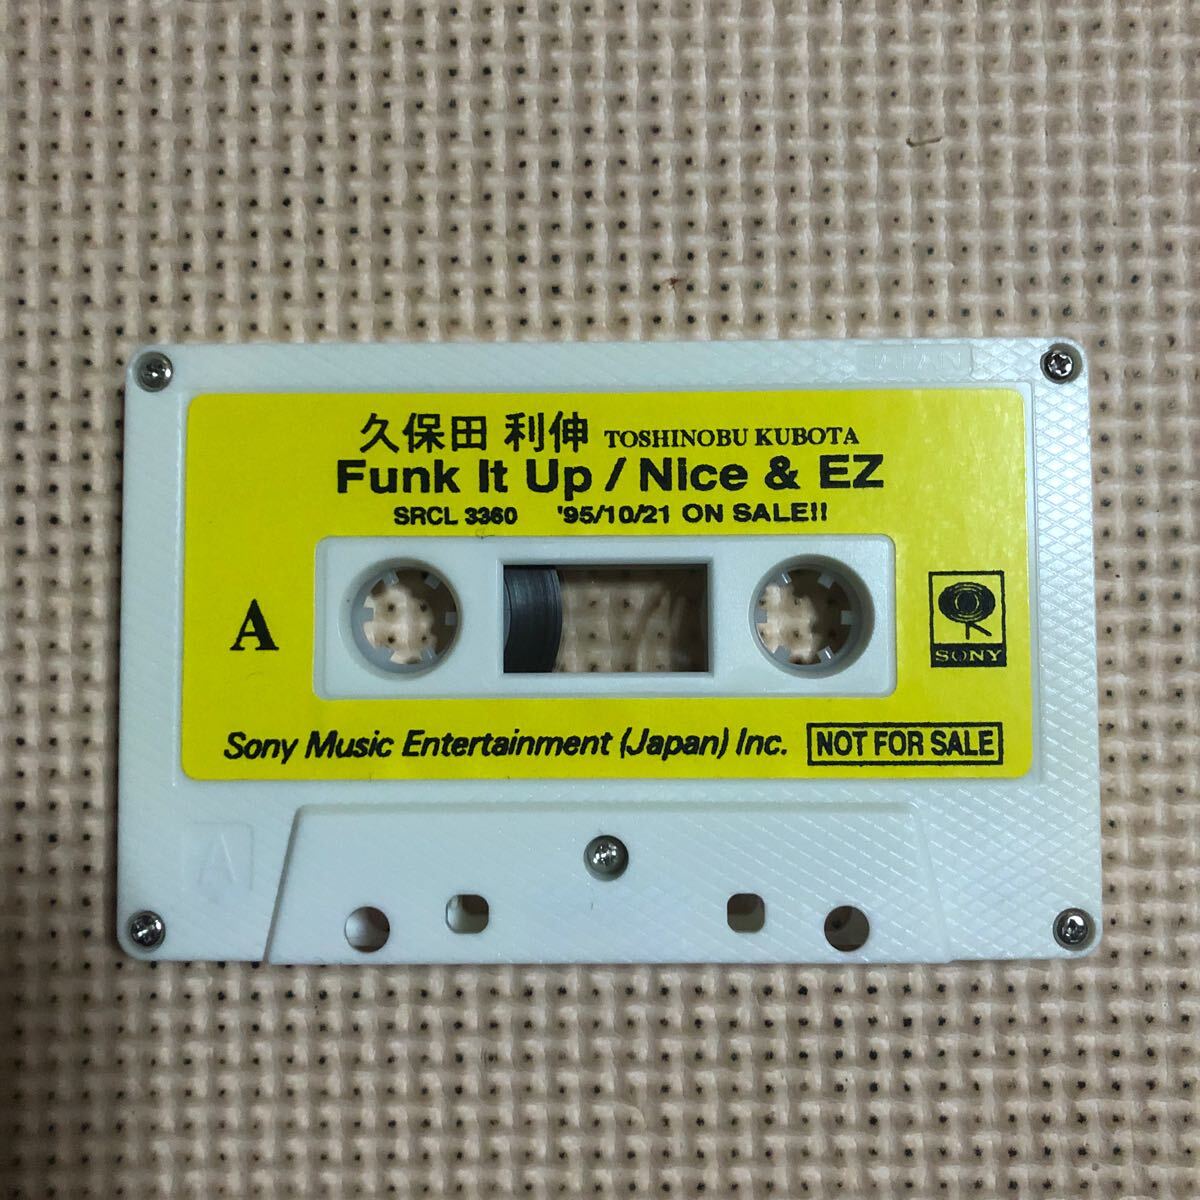 JAPAN
久保田 利伸 TOSHINOBU KUBOTA
Funk It Up / Nice & EZ
SRCL 3360 '95/10/21 ON SALE!!
A
SONY
Sony Music Entertainment (Japan) Inc. NOT FOR SALE
A